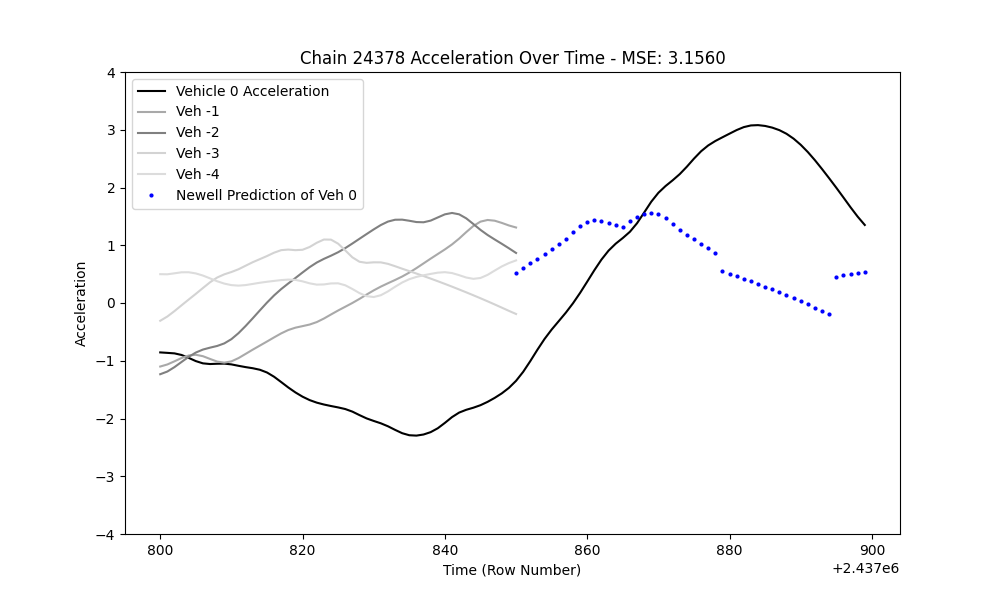 Chain 24378 Acceleration Over Time - MSE: 3.1560
Vehicle 0 Acceleration
Veh -1
Veh -2
Veh -3
Veh -4
Newell Prediction of Veh 0
Acceleration
4
3
2
1
0
−1
−2
−3
−4
800 820 840 860 880 900
+2.437e6
Time (Row Number)